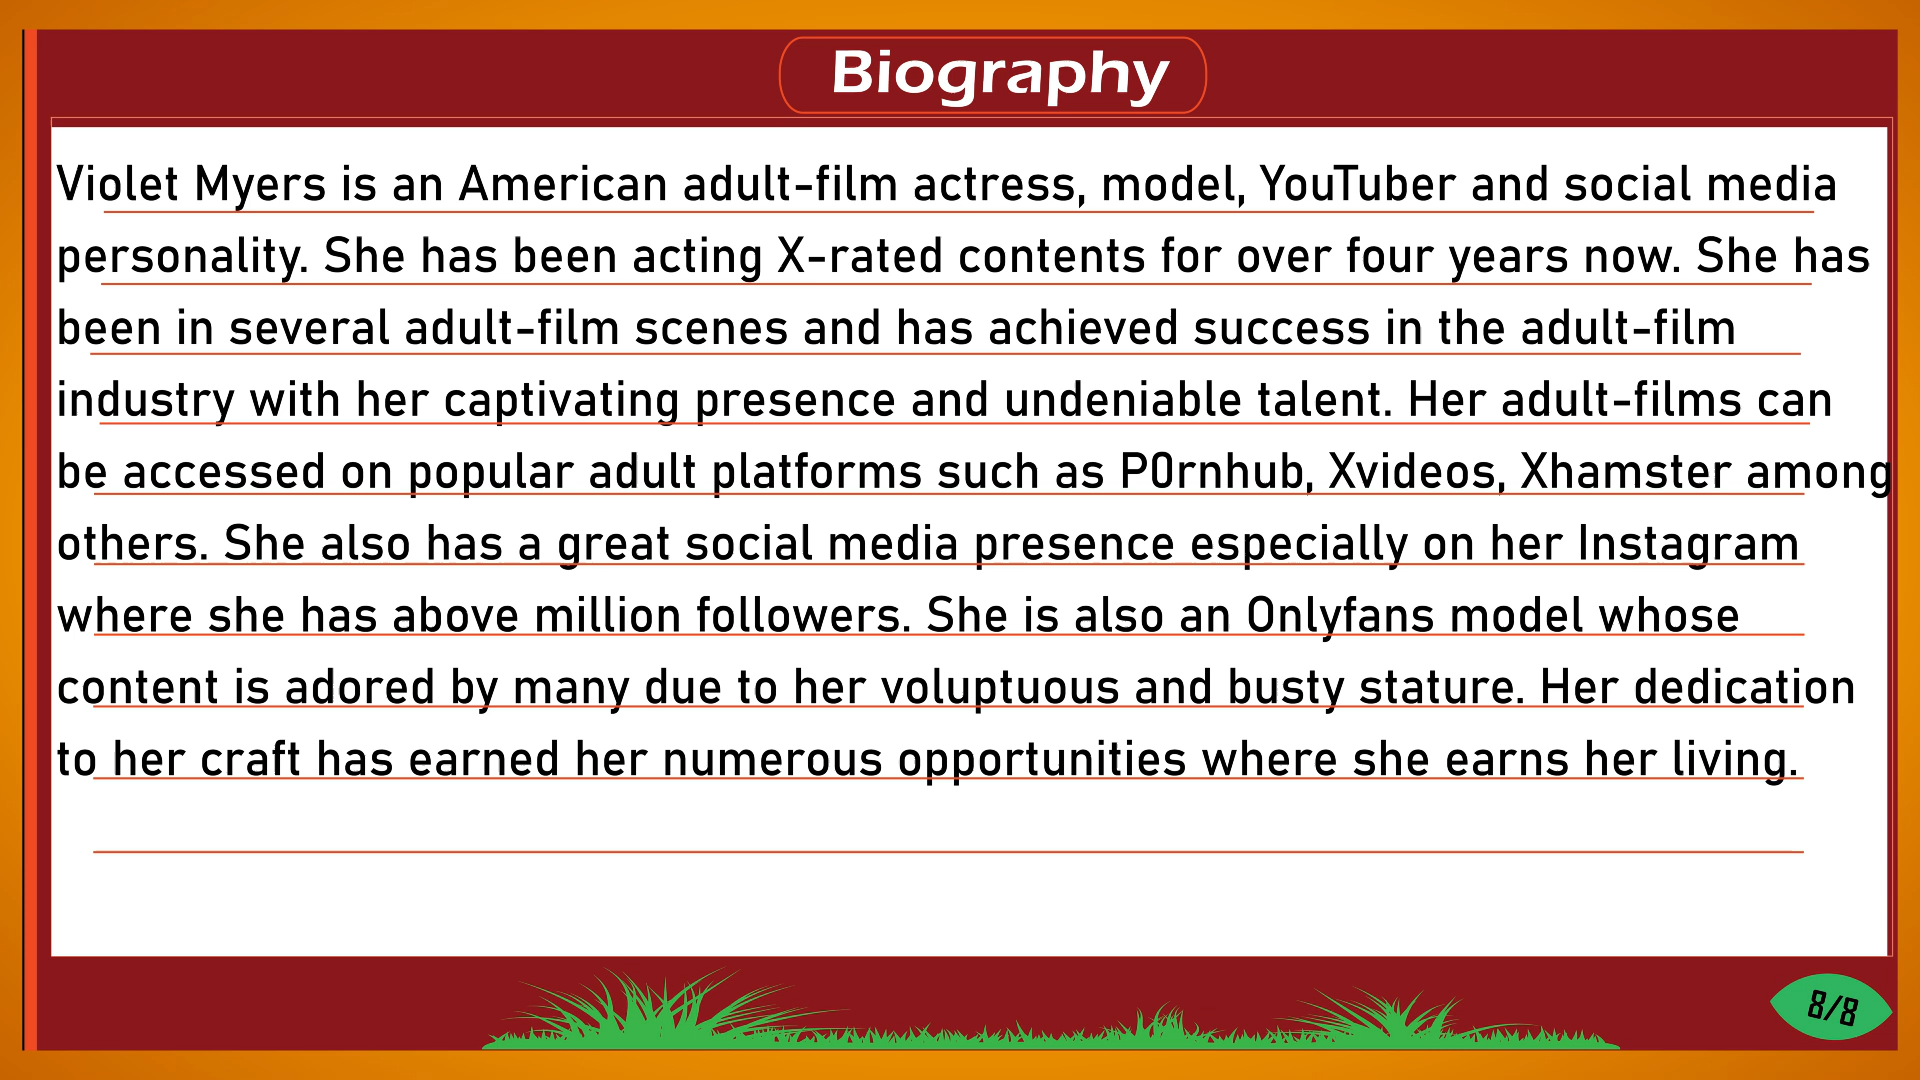 Biography
Violet Myers is an American adult-film actress, model, YouTuber and social media
personality. She has been acting X-rated contents for over four years now. She has
been in several adult-film scenes and has achieved success in the adult-film
industry with her captivating presence and undeniable talent. Her adult-films can
be accessed on popular adult platforms such as P0rnhub, Xvideos, Xhamster among
others. She also has a great social media presence especially on her Instagram
where she has above million followers. She is also an Onlyfans model whose
content is adored by many due to her voluptuous and busty stature. Her dedication
to her craft has earned her numerous opportunities where she earns her living.
8/8